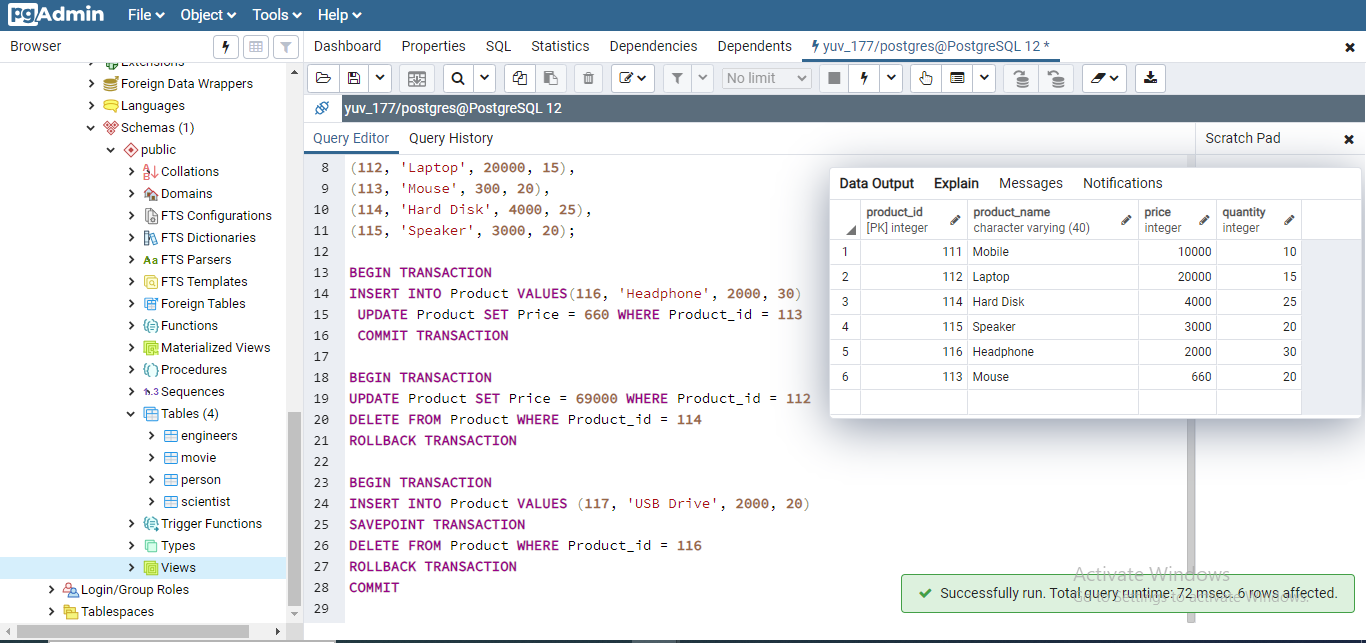 pgAdmin File Object Tools Help
Browser
Dashboard Properties SQL Statistics Dependencies Dependents yuv_177/postgres@PostgreSQL 12 *
No limit
yuv_177/postgres@PostgreSQL 12
Query Editor Query History
Scratch Pad
Extensions
Foreign Data Wrappers
Languages
Schemas (1)
public
Collations
Domains
FTS Configurations
FTS Dictionaries
FTS Parsers
FTS Templates
Foreign Tables
Functions
Materialized Views
Procedures
1..3 Sequences
Tables (4)
engineers
movie
person
scientist
Trigger Functions
Types
Views
Login/Group Roles
Tablespaces
8 (112, 'Laptop', 20000, 15),
9 (113, 'Mouse', 300, 20),
10 (114, 'Hard Disk', 4000, 25),
11 (115, 'Speaker', 3000, 20);
12
13 BEGIN TRANSACTION
14 INSERT INTO Product VALUES(116, 'Headphone', 2000, 30)
15 UPDATE Product SET Price = 660 WHERE Product_id = 113
16 COMMIT TRANSACTION
17
18 BEGIN TRANSACTION
19 UPDATE Product SET Price = 69000 WHERE Product_id = 112
20 DELETE FROM Product WHERE Product_id = 114
21 ROLLBACK TRANSACTION
22
23 BEGIN TRANSACTION
24 INSERT INTO Product VALUES (117, 'USB Drive', 2000, 20)
25 SAVEPOINT TRANSACTION
26 DELETE FROM Product WHERE Product_id = 116
27 ROLLBACK TRANSACTION
28 COMMIT
29
Data Output Explain Messages Notifications
product_id product_name price quantity
[PK] integer character varying (40) integer integer
1 111 Mobile 10000 10
2 112 Laptop 20000 15
3 114 Hard Disk 4000 25
4 115 Speaker 3000 20
5 116 Headphone 2000 30
6 113 Mouse 660 20
Activate Windows
Go to Settings to activate Windows.
Successfully run. Total query runtime: 72 msec. 6 rows affected.